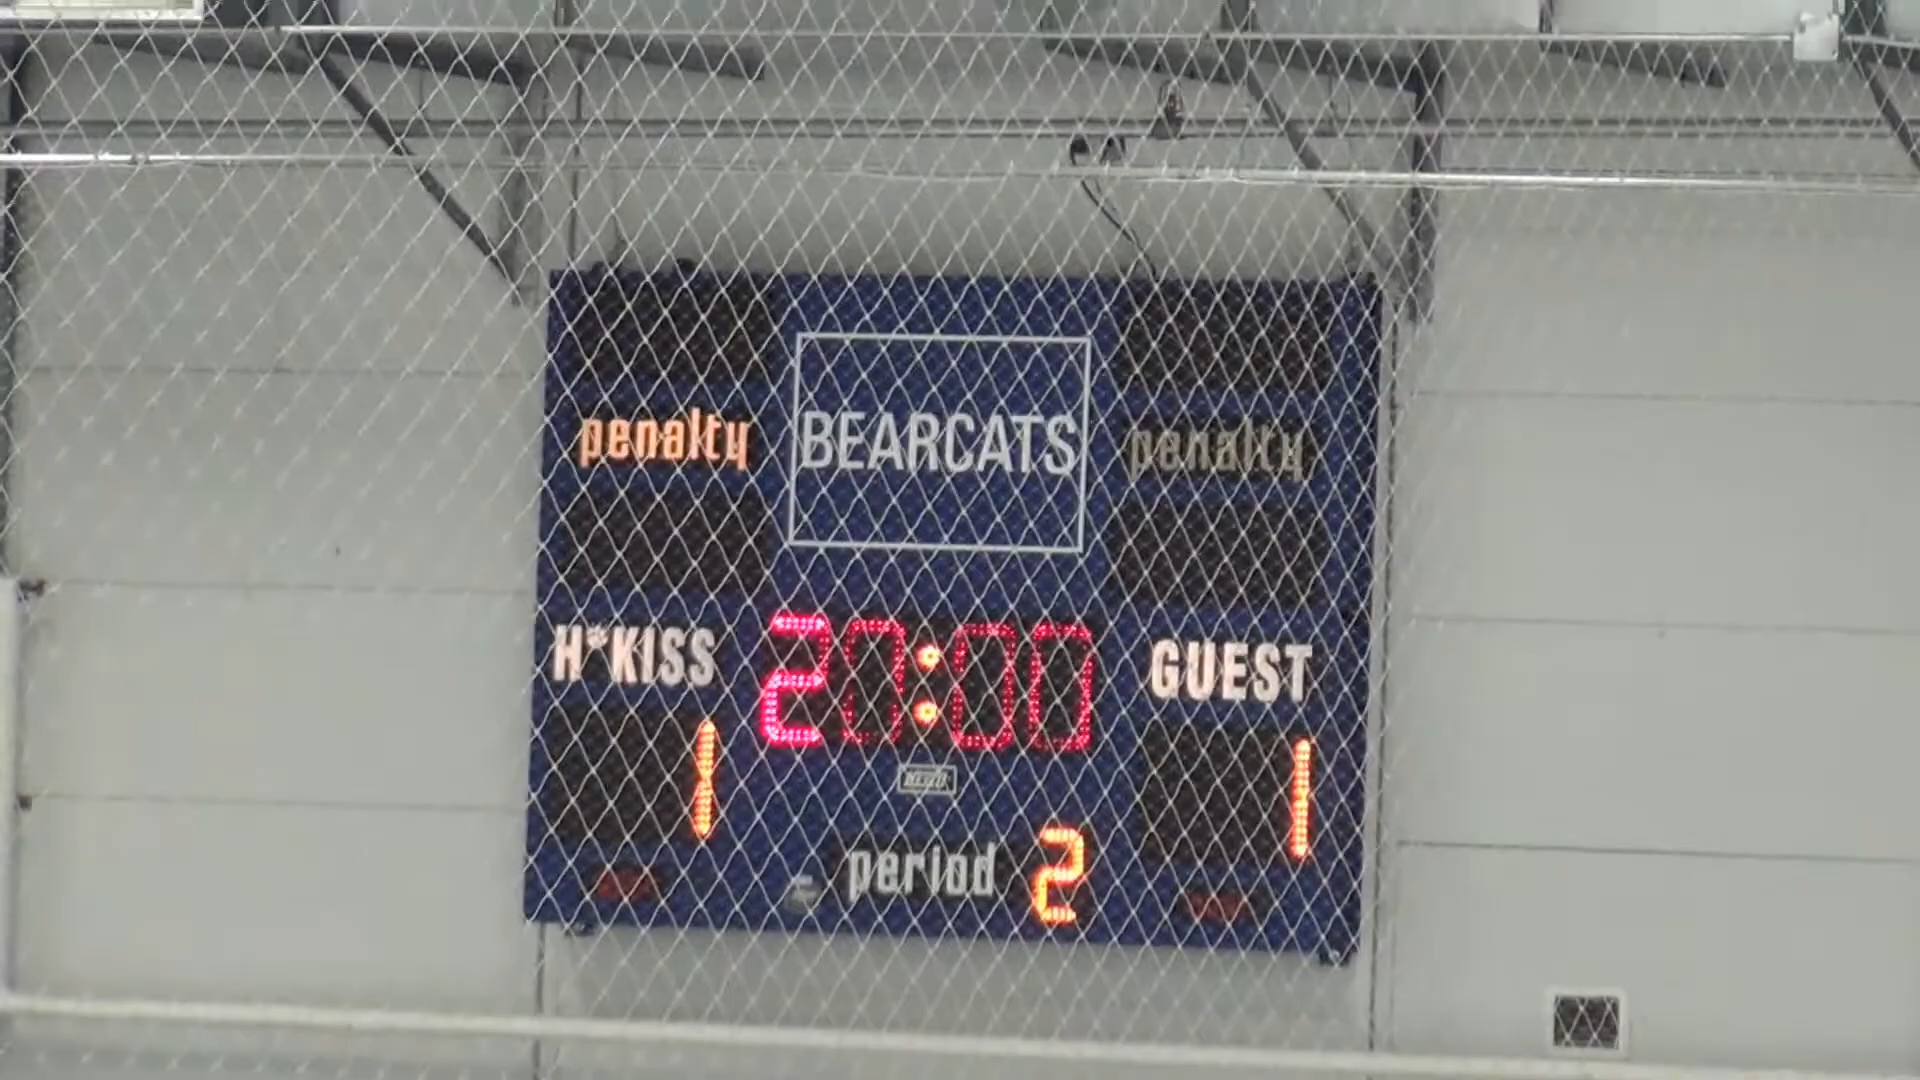 penalty
BEARCATS
penalty
H*KISS
20:00
GUEST
1
1
period 2